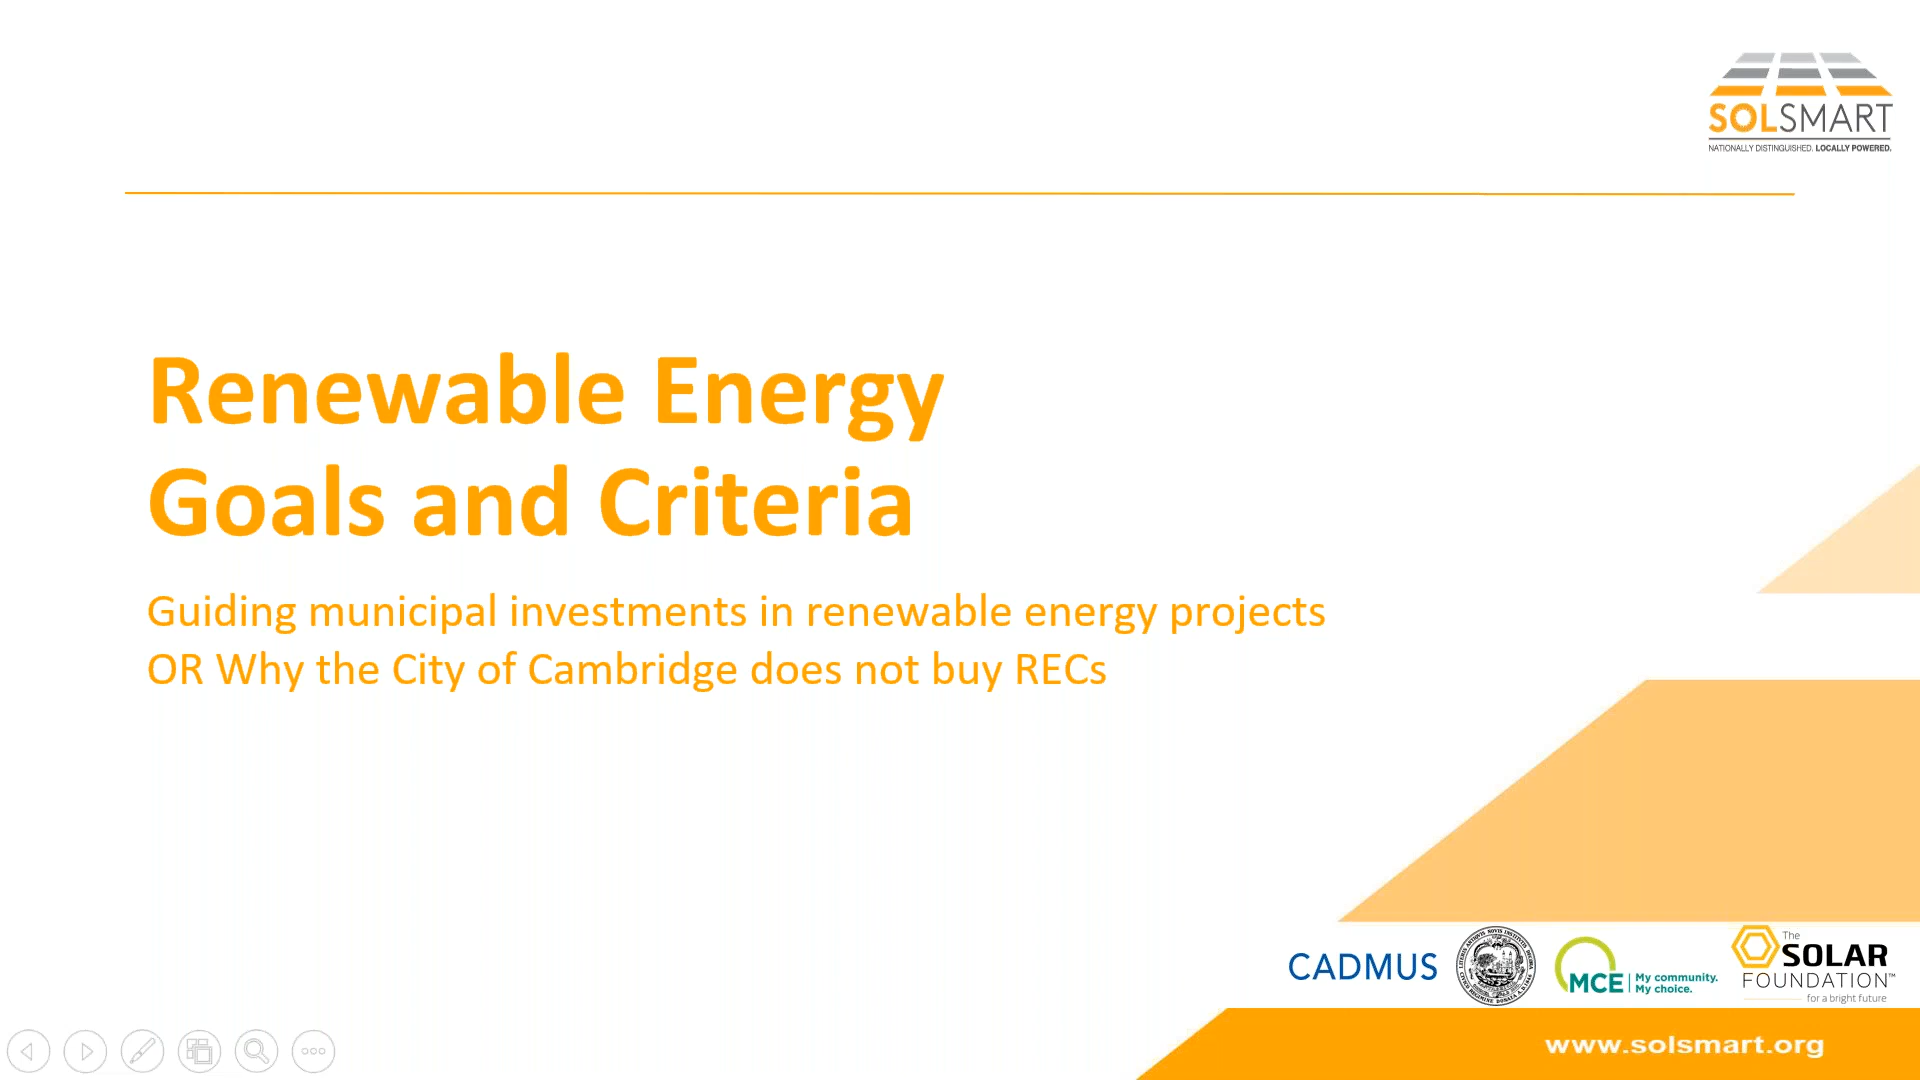 SOLSMART
NATIONALLY DISTINGUISHED. LOCALLY POWERED.
Renewable Energy
Goals and Criteria
Guiding municipal investments in renewable energy projects
OR Why the City of Cambridge does not buy RECs
CADMUS
MCE
My community.
My choice.
The
SOLAR
FOUNDATION™
for a bright future
www.solsmart.org